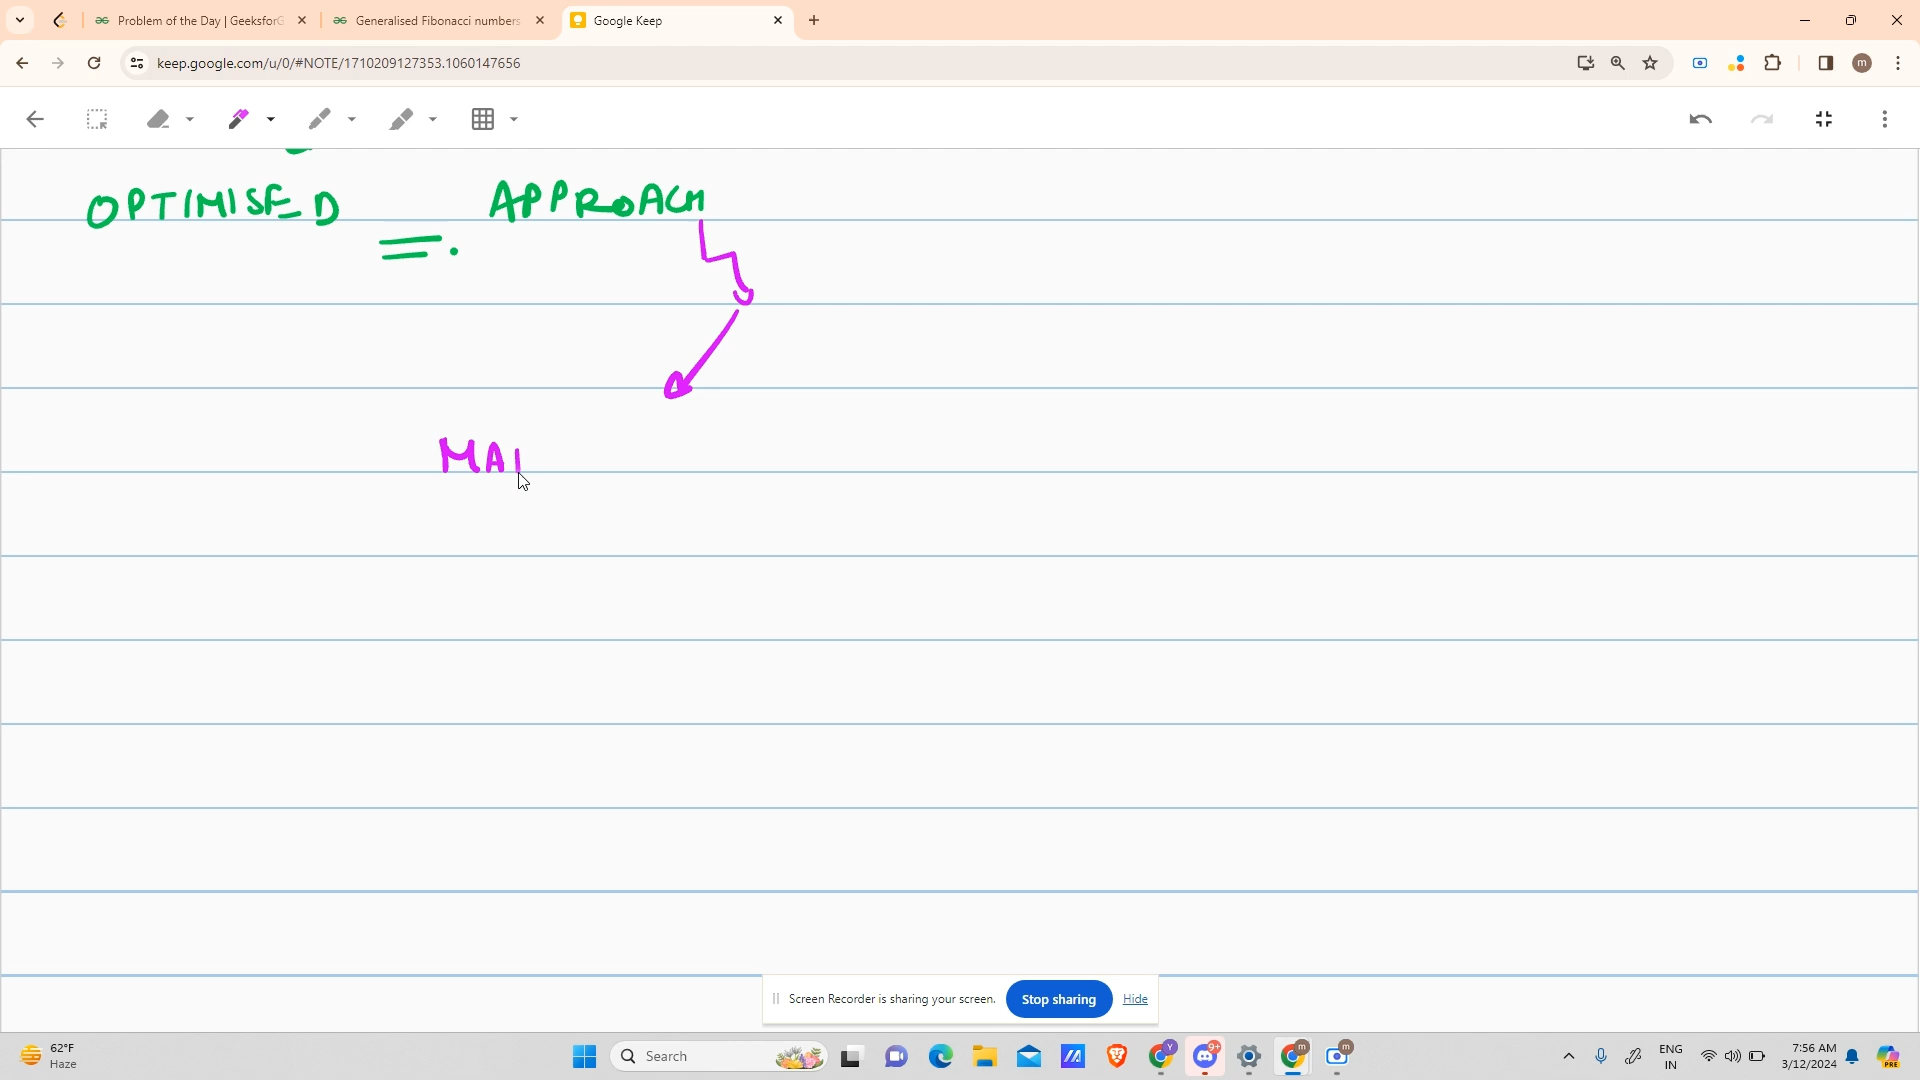 Problem of the Day | GeeksforG
Generalised Fibonacci numbers
Google Keep
keep.google.com/u/0/#NOTE/1710209127353.1060147656
OPTIMISED APPROACH
MAI
Screen Recorder is sharing your screen. Stop sharing Hide
62°F
Haze
Search
ENG
IN
7:56 AM
3/12/2024